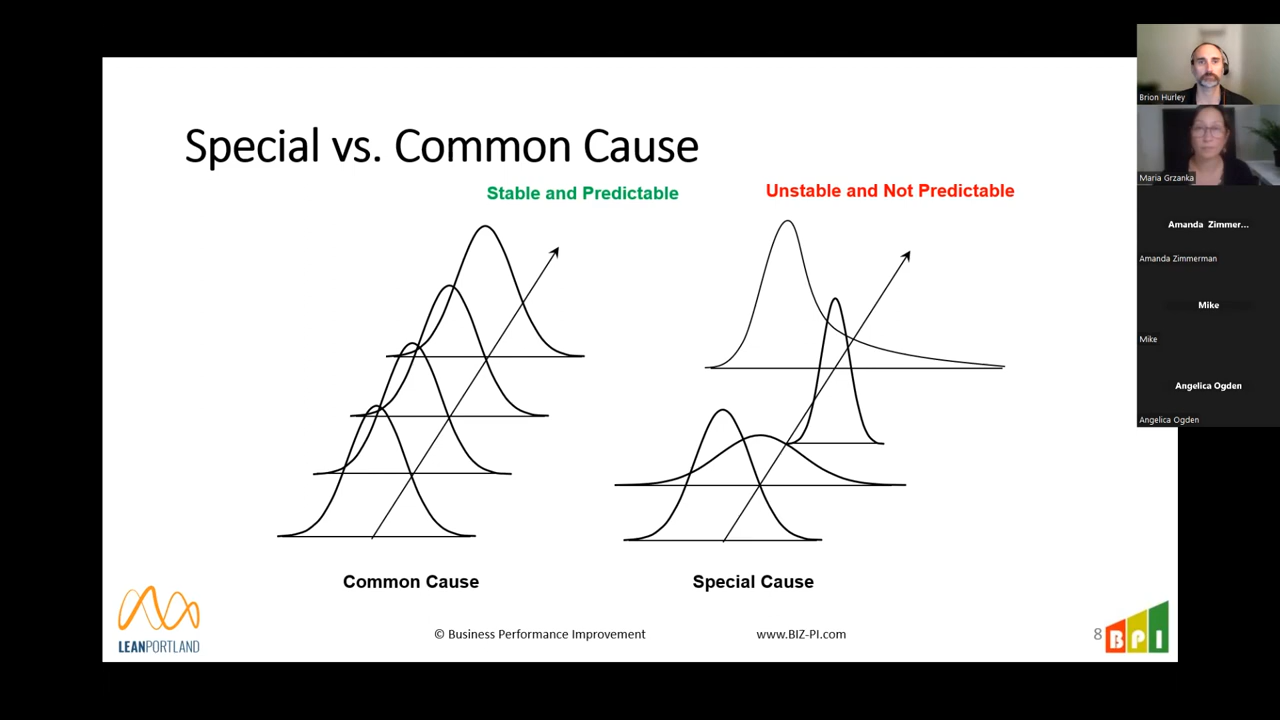 Special vs. Common Cause
Stable and Predictable
Unstable and Not Predictable
Common Cause
Special Cause
LEANPORTLAND
© Business Performance Improvement
www.BIZ-PI.com
8
BPI
Brion Hurley
Maria Grzanka
Amanda Zimmer...
Amanda Zimmerman
Mike
Mike
Angelica Ogden
Angelica Ogden